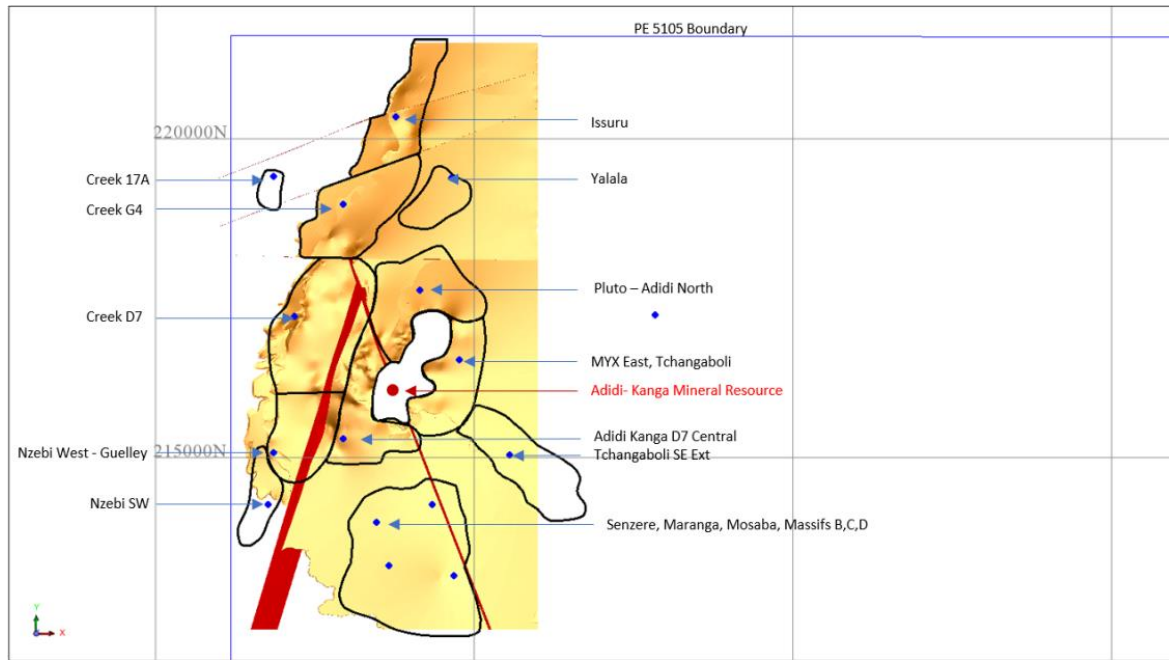 PE 5105 Boundary
Issuru
220000N
Creek 17A
Yalala
Creek G4
Pluto – Adidi North
Creek D7
MYX East, Tchangaboli
Adidi- Kanga Mineral Resource
Adidi Kanga D7 Central
Nzebi West - Guelley
215000N
Tchangaboli SE Ext
Nzebi SW
Senzere, Maranga, Mosaba, Massifs B,C,D
Y
X